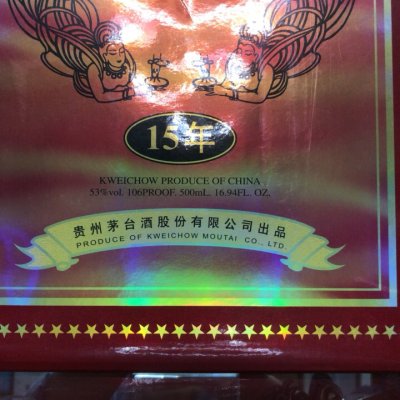 15年
KWEICHOW PRODUCE OF CHINA
53%vol. 106PROOF. 500mL. 16.94FL. OZ.
贵州茅台酒股份有限公司出品
PRODUCE OF KWEICHOW MOUTAI CO., LTD